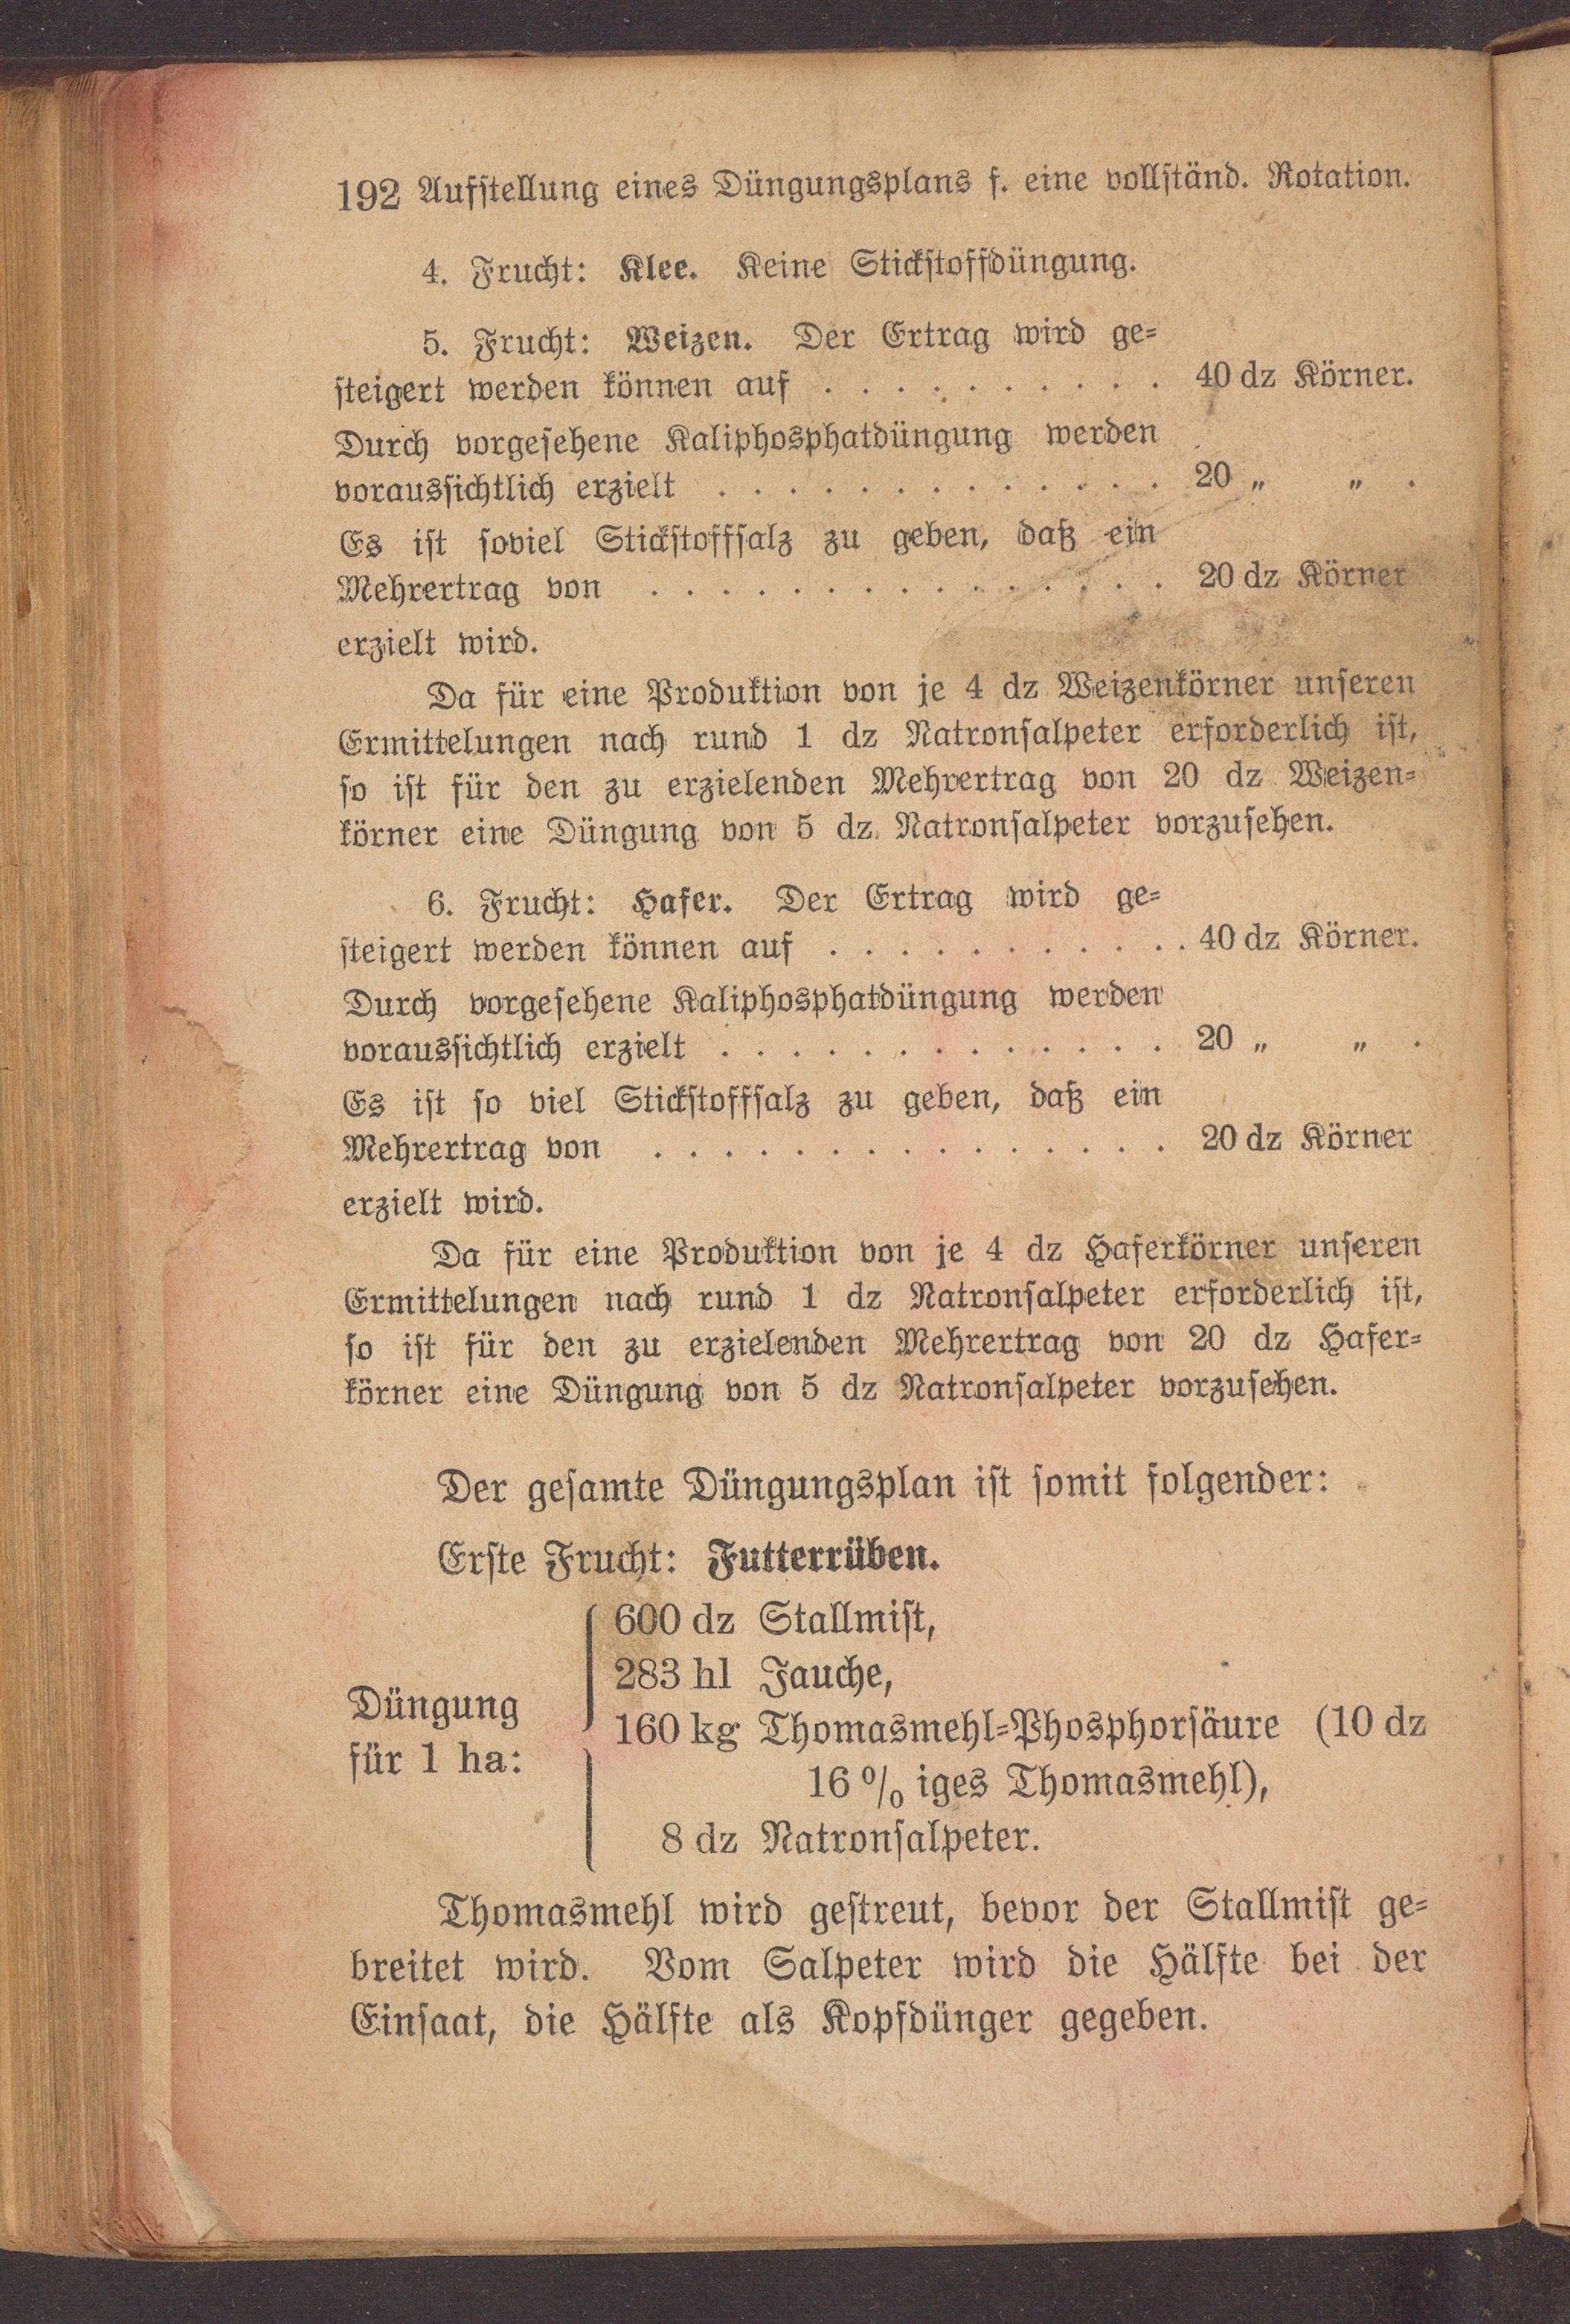 192 Aufstellung eines Düngungsplans f. eine vollständ. Rotation.
4. Frucht: Klee. Keine Stickstoffdüngung.
5. Frucht: Weizen. Der Ertrag wird ge-
steigert werden können auf . . . . . . . . . . 40 dz Körner.
Durch vorgesehene Kaliphosphatdüngung werden
voraussichtlich erzielt . . . . . . . . . . . . . 20 „ „ .
Es ist soviel Stickstoffsalz zu geben, daß ein
Mehrertrag von . . . . . . . . . . . . . . . 20 dz Körner
erzielt wird.
Da für eine Produktion von je 4 dz Weizenkörner unseren
Ermittelungen nach rund 1 dz Natronsalpeter erforderlich ist,
so ist für den zu erzielenden Mehrertrag von 20 dz Weizen-
körner eine Düngung von 5 dz Natronsalpeter vorzusehen.
6. Frucht: Hafer. Der Ertrag wird ge-
steigert werden können auf . . . . . . . . . . . 40 dz Körner.
Durch vorgesehene Kaliphosphatdüngung werden
voraussichtlich erzielt . . . . . . . . . . . . . 20 „ „ .
Es ist so viel Stickstoffsalz zu geben, daß ein
Mehrertrag von . . . . . . . . . . . . . . . 20 dz Körner
erzielt wird.
Da für eine Produktion von je 4 dz Haferkörner unseren
Ermittelungen nach rund 1 dz Natronsalpeter erforderlich ist,
so ist für den zu erzielenden Mehrertrag von 20 dz Hafer-
körner eine Düngung von 5 dz Natronsalpeter vorzusehen.
Der gesamte Düngungsplan ist somit folgender:
Erste Frucht: Futterrüben.
Düngung
für 1 ha:
600 dz Stallmist,
283 hl Jauche,
160 kg Thomasmehl-Phosphorsäure (10 dz
16 % iges Thomasmehl),
8 dz Natronsalpeter.
Thomasmehl wird gestreut, bevor der Stallmist ge-
breitet wird. Vom Salpeter wird die Hälfte bei der
Einsaat, die Hälfte als Kopfdünger gegeben.